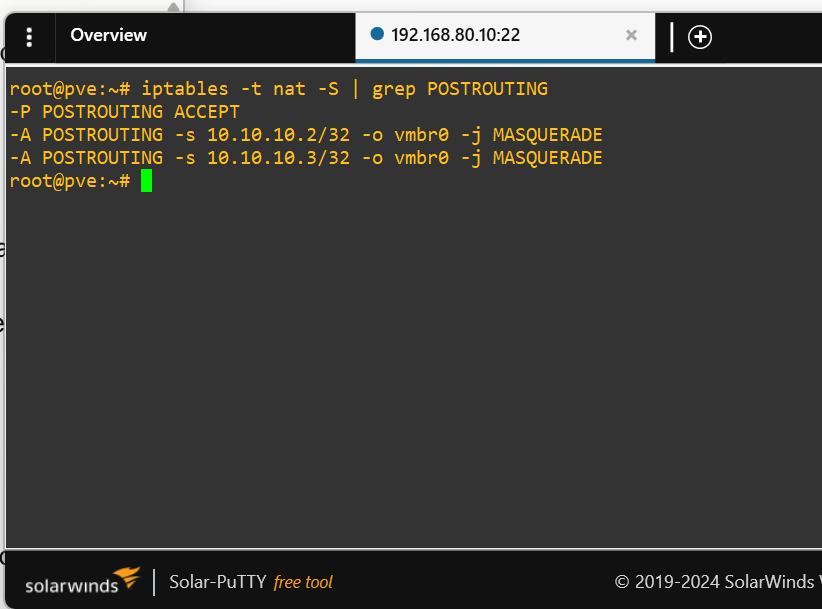 Overview
192.168.80.10:22
root@pve:~# iptables -t nat -S | grep POSTROUTING
-P POSTROUTING ACCEPT
-A POSTROUTING -s 10.10.10.2/32 -o vmbr0 -j MASQUERADE
-A POSTROUTING -s 10.10.10.3/32 -o vmbr0 -j MASQUERADE
root@pve:~#
solarwinds | Solar-PuTTY free tool © 2019-2024 SolarWinds